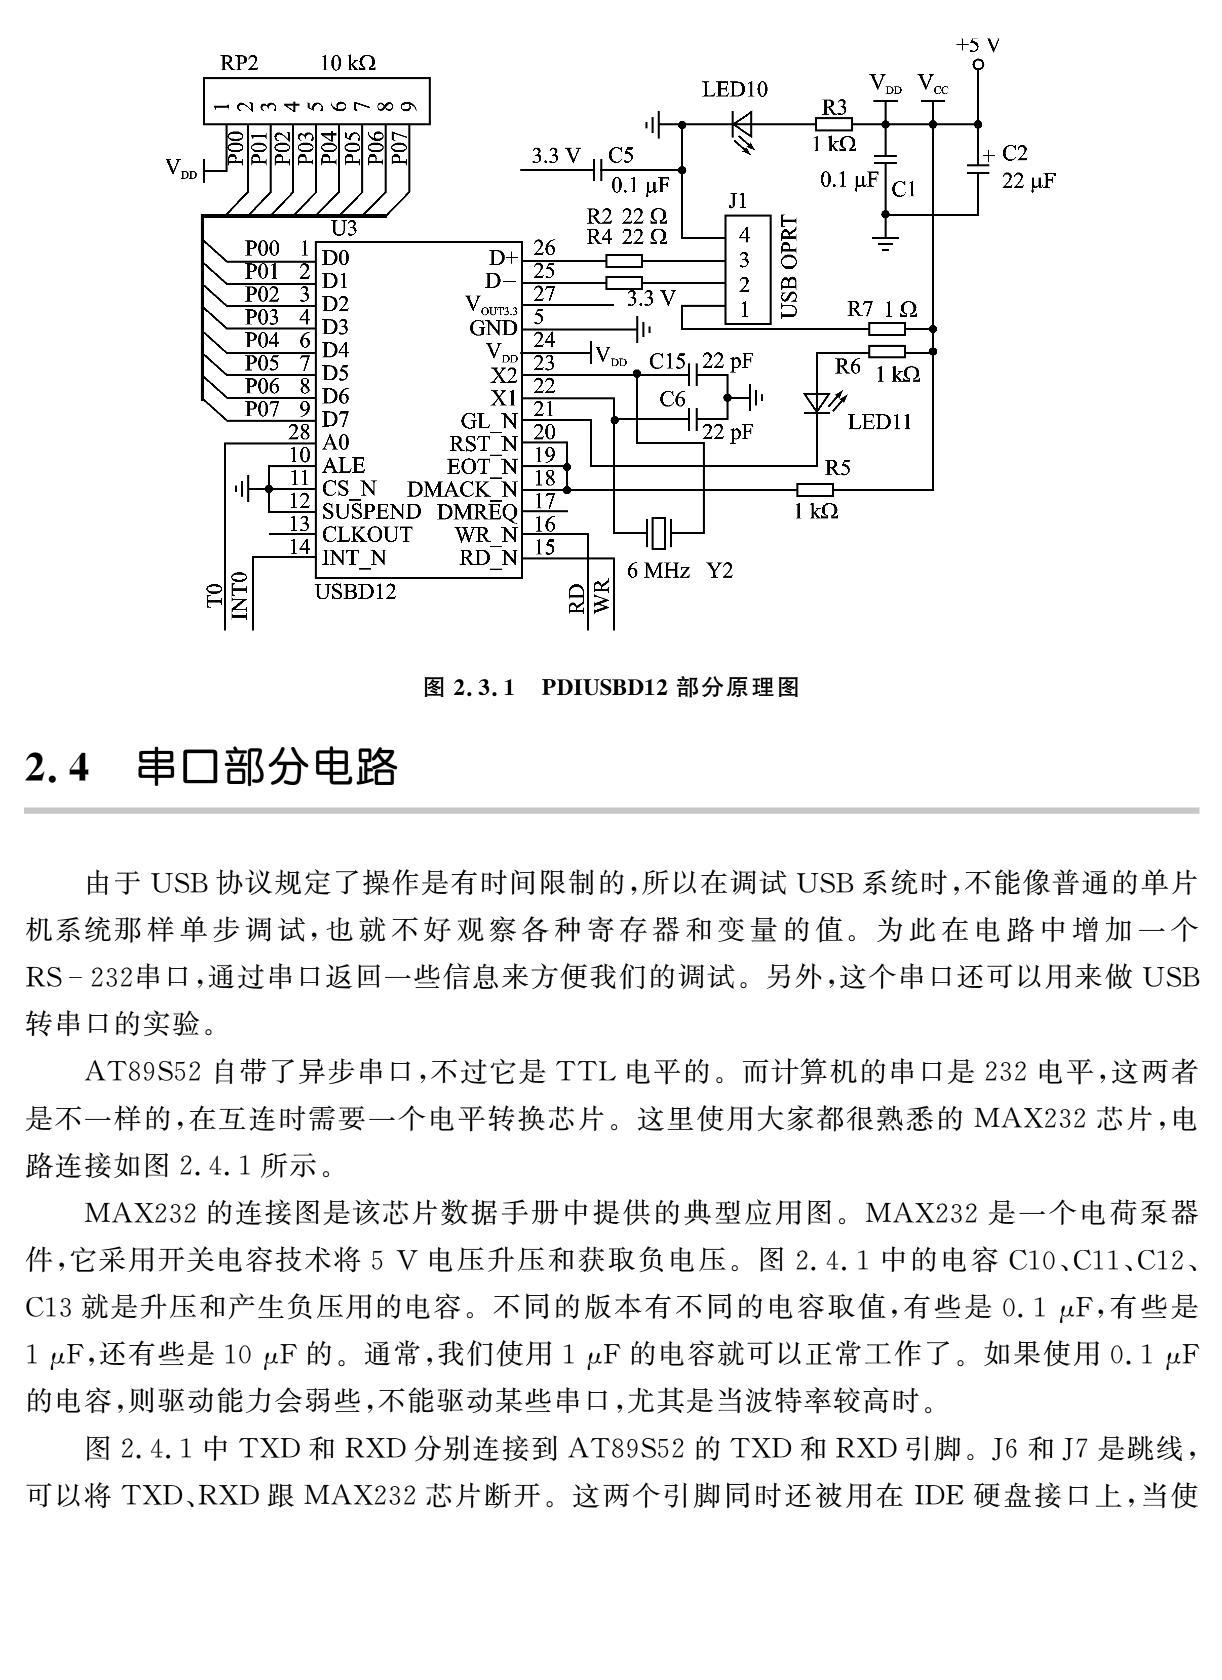 +5 V
RP2 10 kΩ
LED10 VDD VCC
1 2 3 4 5 6 7 8 9
R3
1 kΩ
P00 P01 P02 P03 P04 P05 P06 P07
VDD
3.3 V C5
0.1 μF
0.1 μF C1
+ C2
22 μF
J1
R2 22 Ω
R4 22 Ω
4
3
2
1
USB OPRT
U3
P00 1 D0
P01 2 D1
P02 3 D2
P03 4 D3
P04 6 D4
P05 7 D5
P06 8 D6
P07 9 D7
28 A0
10 ALE
11 CS_N
12 SUSPEND
13 CLKOUT
14 INT_N
D+ 26
D− 25
VOUT3.3 27
GND 5
VDD 24
X2 23
X1 22
GL_N 21
RST_N 20
EOT_N 19
DMACK_N 18
DMREQ 17
WR_N 16
RD_N 15
3.3 V
VDD
C15 22 pF
C6
22 pF
R7 1 Ω
R6 1 kΩ
LED11
R5
1 kΩ
6 MHz Y2
USBD12
T0 INT0
RD WR
图 2.3.1 PDIUSBD12 部分原理图
2.4 串口部分电路
由于 USB 协议规定了操作是有时间限制的,所以在调试 USB 系统时,不能像普通的单片
机系统那样单步调试,也就不好观察各种寄存器和变量的值。为此在电路中增加一个
RS-232串口,通过串口返回一些信息来方便我们的调试。另外,这个串口还可以用来做 USB
转串口的实验。
AT89S52 自带了异步串口,不过它是 TTL 电平的。而计算机的串口是 232 电平,这两者
是不一样的,在互连时需要一个电平转换芯片。这里使用大家都很熟悉的 MAX232 芯片,电
路连接如图 2.4.1 所示。
MAX232 的连接图是该芯片数据手册中提供的典型应用图。MAX232 是一个电荷泵器
件,它采用开关电容技术将 5 V 电压升压和获取负电压。图 2.4.1 中的电容 C10、C11、C12、
C13 就是升压和产生负压用的电容。不同的版本有不同的电容取值,有些是 0.1 μF,有些是
1 μF,还有些是 10 μF 的。通常,我们使用 1 μF 的电容就可以正常工作了。如果使用 0.1 μF
的电容,则驱动能力会弱些,不能驱动某些串口,尤其是当波特率较高时。
图 2.4.1 中 TXD 和 RXD 分别连接到 AT89S52 的 TXD 和 RXD 引脚。J6 和 J7 是跳线,
可以将 TXD、RXD 跟 MAX232 芯片断开。这两个引脚同时还被用在 IDE 硬盘接口上,当使